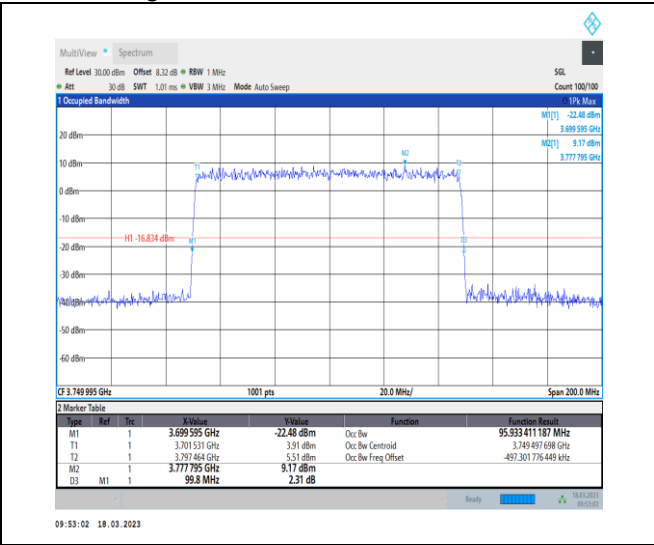 MultiView Spectrum
Ref Level 30.00 dBm Offset 8.32 dB RBW 1 MHz SGL
Att 30 dB SWT 1.01 ms VBW 3 MHz Mode Auto Sweep Count 100/100
1 Occupied Bandwidth 1Pk Max
M1[1] -22.48 dBm
3.699 595 GHz
M2[1] 9.17 dBm
3.777 795 GHz
20 dBm
M2
10 dBm
T1 T2
0 dBm
-10 dBm
H1 -16.834 dBm M1 D3
-20 dBm
-30 dBm
-40 dBm
-50 dBm
-60 dBm
CF 3.749 995 GHz 1001 pts 20.0 MHz/ Span 200.0 MHz
2 Marker Table
Type Ref Trc X-Value Y-Value Function Function Result
M1 1 3.699 595 GHz -22.48 dBm Occ Bw 95.933 411 187 MHz
T1 1 3.701 531 GHz 3.91 dBm Occ Bw Centroid 3.749 497 698 GHz
T2 1 3.797 464 GHz 5.51 dBm Occ Bw Freq Offset -497.301 776 449 kHz
M2 1 3.777 795 GHz 9.17 dBm
D3 M1 1 99.8 MHz 2.31 dB
Ready 18.03.2023
09:53:02
09:53:02 18.03.2023